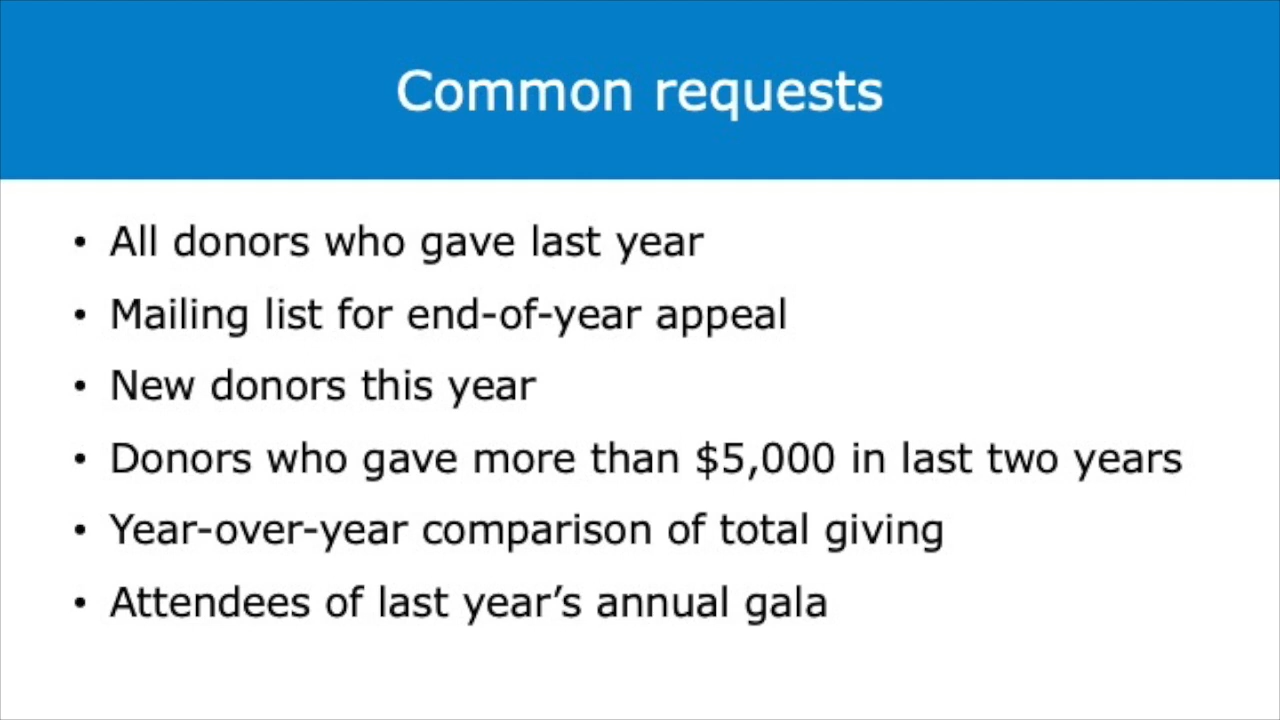 Common requests
• All donors who gave last year
• Mailing list for end-of-year appeal
• New donors this year
• Donors who gave more than $5,000 in last two years
• Year-over-year comparison of total giving
• Attendees of last year’s annual gala